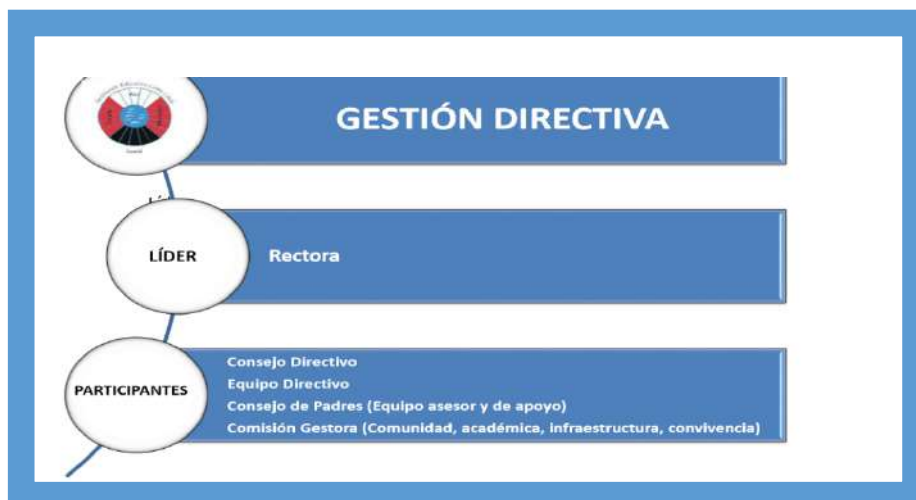 GESTIÓN DIRECTIVA
LÍDER
Rectora
PARTICIPANTES
Consejo Directivo
Equipo Directivo
Consejo de Padres (Equipo asesor y de apoyo)
Comisión Gestora (Comunidad, académica, infraestructura, convivencia)